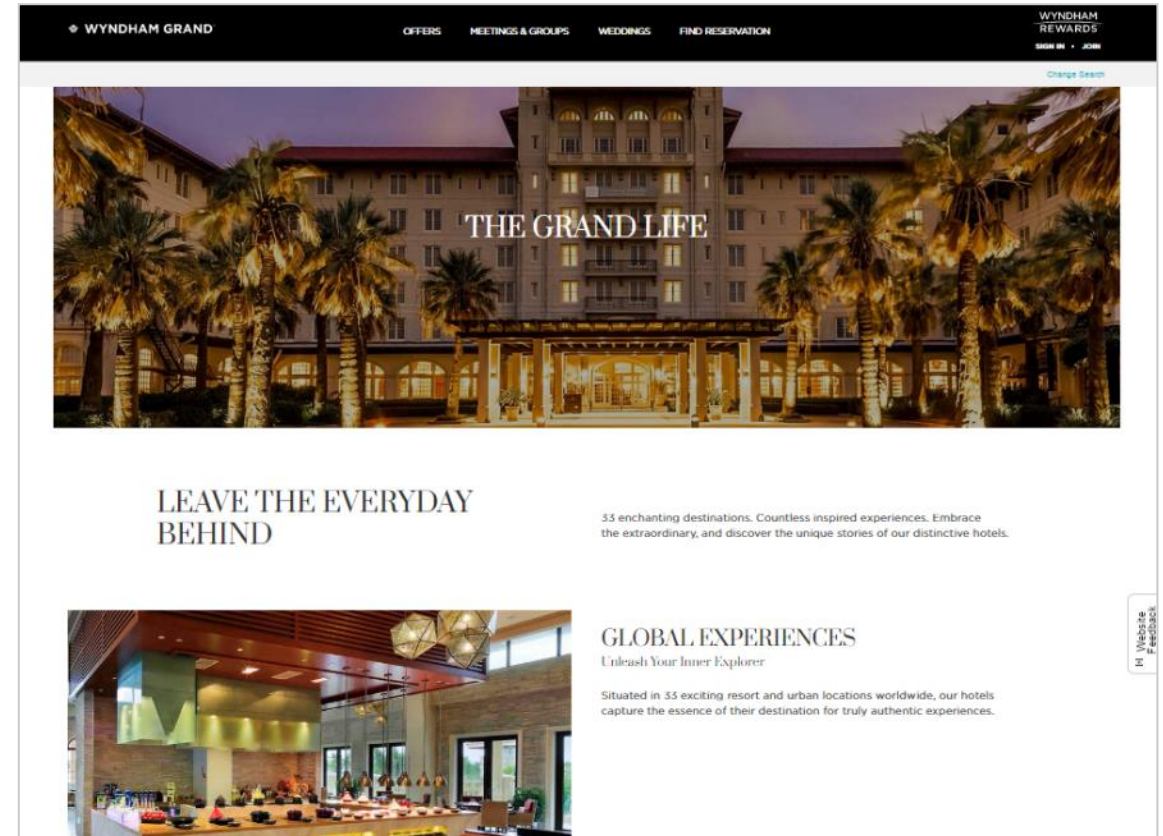 WYNDHAM GRAND
OFFERS MEETINGS & GROUPS WEDDINGS FIND RESERVATION
WYNDHAM
REWARDS
SIGN IN • JOIN
Change Search
THE GRAND LIFE
LEAVE THE EVERYDAY
BEHIND
33 enchanting destinations. Countless inspired experiences. Embrace
the extraordinary, and discover the unique stories of our distinctive hotels.
GLOBAL EXPERIENCES
Unleash Your Inner Explorer
Situated in 33 exciting resort and urban locations worldwide, our hotels
capture the essence of their destination for truly authentic experiences.
Website
Feedback